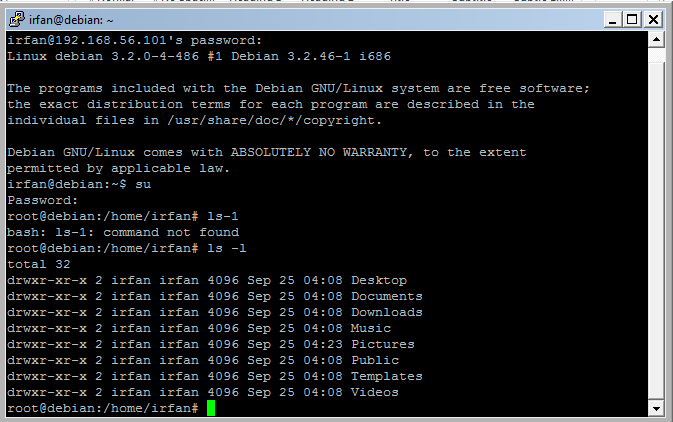 irfan@debian: ~
irfan@192.168.56.101's password:
Linux debian 3.2.0-4-486 #1 Debian 3.2.46-1 i686
The programs included with the Debian GNU/Linux system are free software;
the exact distribution terms for each program are described in the
individual files in /usr/share/doc/*/copyright.
Debian GNU/Linux comes with ABSOLUTELY NO WARRANTY, to the extent
permitted by applicable law.
irfan@debian:~$ su
Password:
root@debian:/home/irfan# ls-1
bash: ls-1: command not found
root@debian:/home/irfan# ls -l
total 32
drwxr-xr-x 2 irfan irfan 4096 Sep 25 04:08 Desktop
drwxr-xr-x 2 irfan irfan 4096 Sep 25 04:08 Documents
drwxr-xr-x 2 irfan irfan 4096 Sep 25 04:08 Downloads
drwxr-xr-x 2 irfan irfan 4096 Sep 25 04:08 Music
drwxr-xr-x 2 irfan irfan 4096 Sep 25 04:23 Pictures
drwxr-xr-x 2 irfan irfan 4096 Sep 25 04:08 Public
drwxr-xr-x 2 irfan irfan 4096 Sep 25 04:08 Templates
drwxr-xr-x 2 irfan irfan 4096 Sep 25 04:08 Videos
root@debian:/home/irfan#